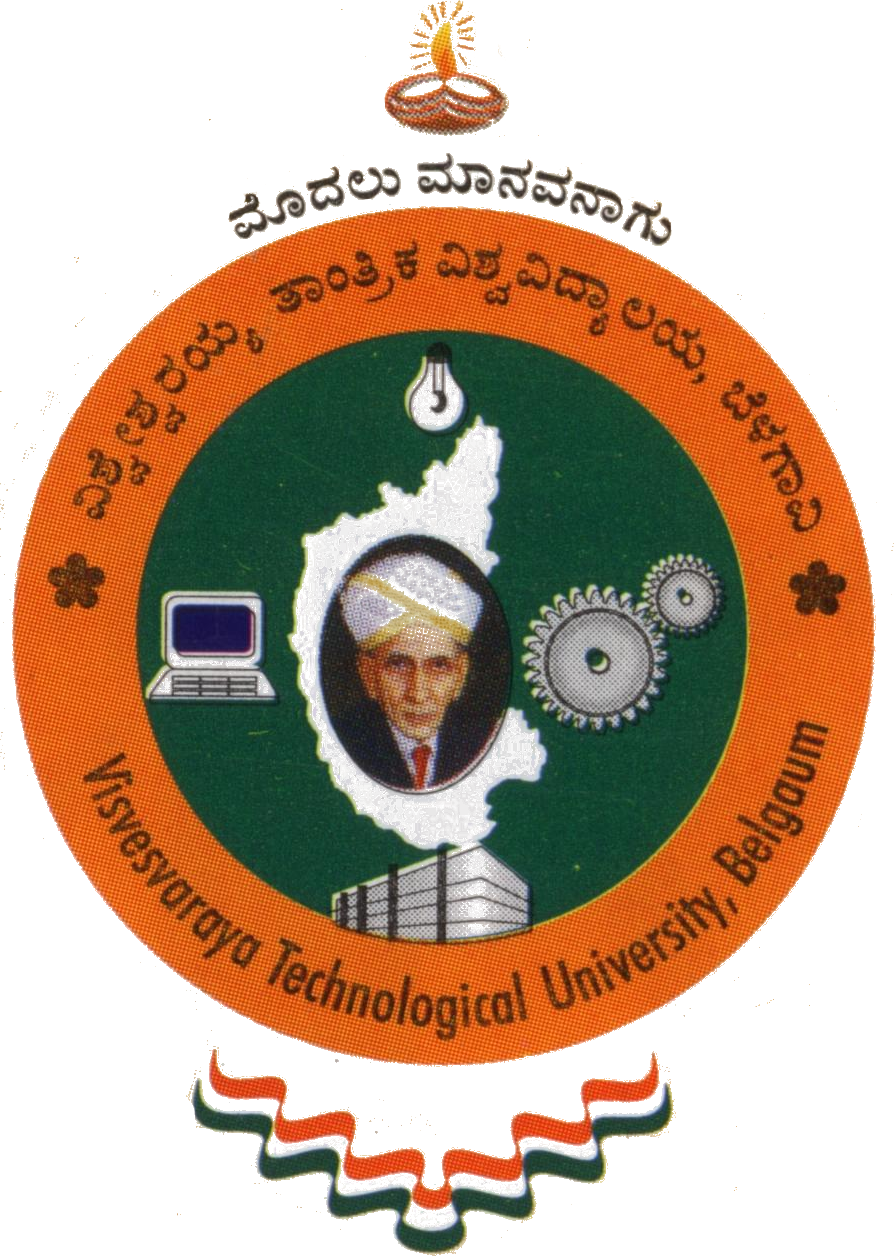 ಮೊದಲು ಮಾನವನಾಗು
ವಿಶ್ವೇಶ್ವರಯ್ಯ ತಾಂತ್ರಿಕ ವಿಶ್ವವಿದ್ಯಾಲಯ, ಬೆಳಗಾವಿ
Visvesvaraya Technological University, Belgaum